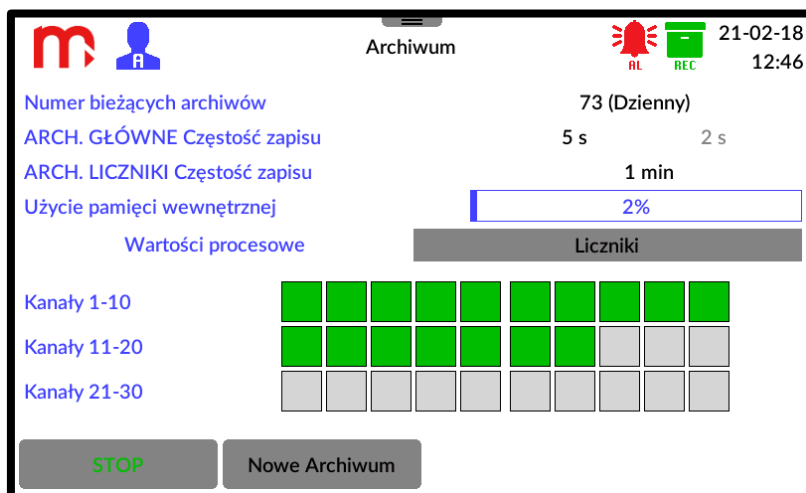 Archiwum
21-02-18
12:46
A
AL
REC
Numer bieżących archiwów 73 (Dzienny)
ARCH. GŁÓWNE Częstość zapisu 5 s 2 s
ARCH. LICZNIKI Częstość zapisu 1 min
Użycie pamięci wewnętrznej 2%
Wartości procesowe Liczniki
Kanały 1-10
Kanały 11-20
Kanały 21-30
STOP Nowe Archiwum